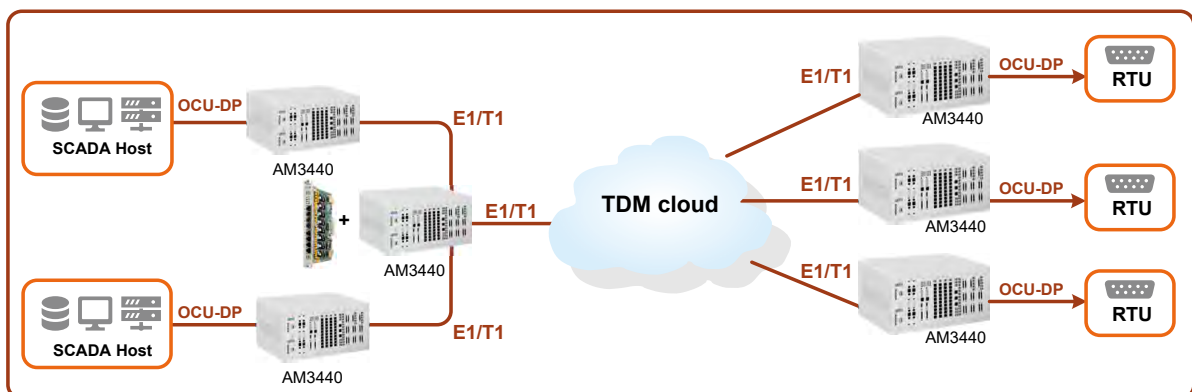 SCADA Host
OCU-DP
AM3440
E1/T1
+
AM3440
E1/T1
SCADA Host
OCU-DP
AM3440
E1/T1
TDM cloud
E1/T1
AM3440
OCU-DP
RTU
E1/T1
AM3440
OCU-DP
RTU
E1/T1
AM3440
OCU-DP
RTU